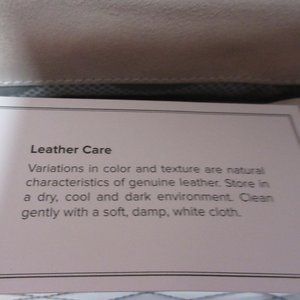 Leather Care
Variations in color and texture are natural
characteristics of genuine leather. Store in
a dry, cool and dark environment. Clean
gently with a soft, damp, white cloth.